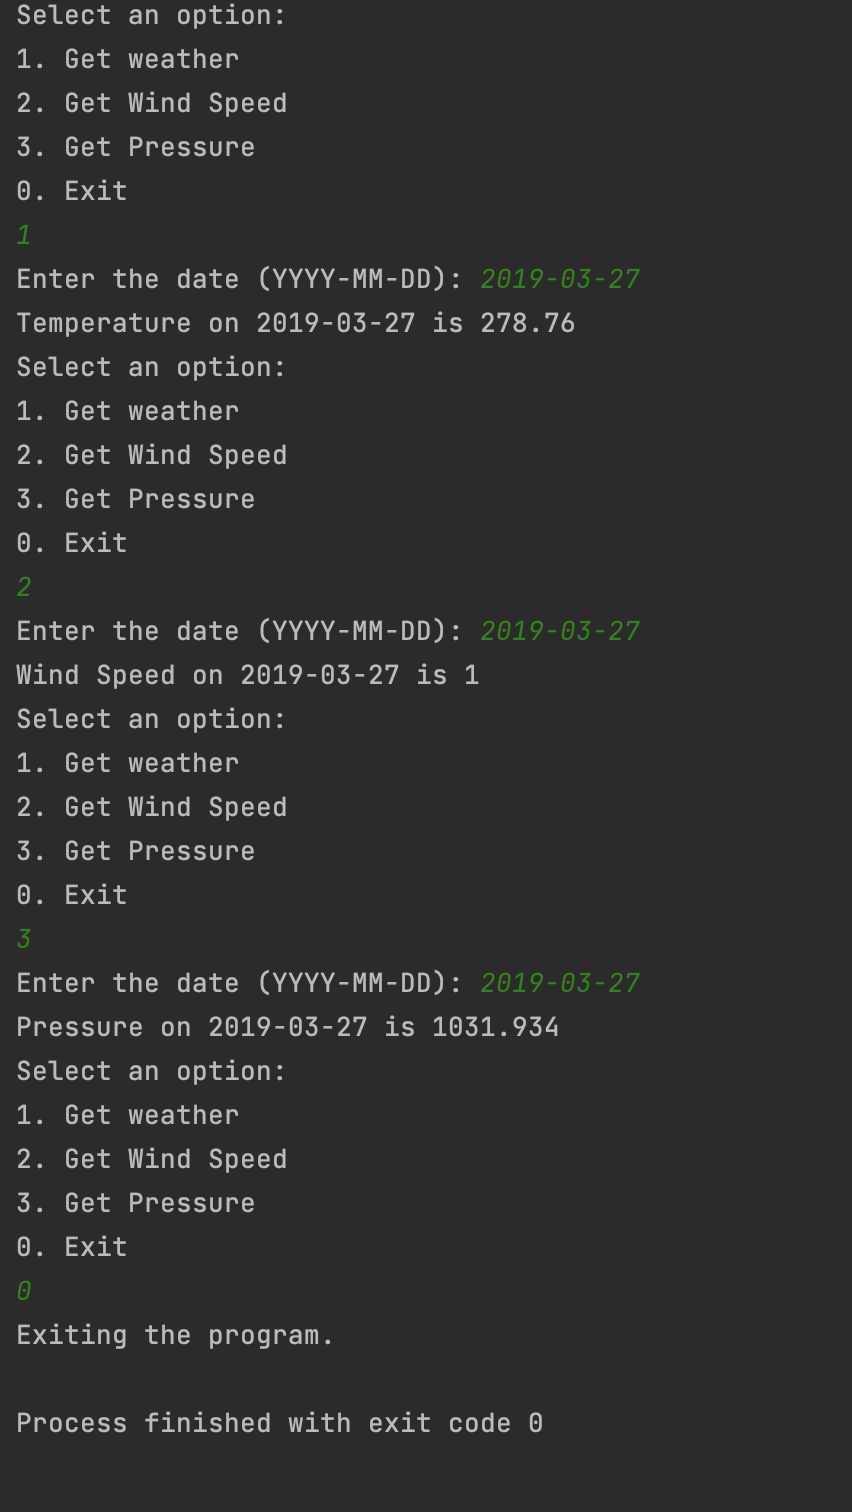 Select an option:
1. Get weather
2. Get Wind Speed
3. Get Pressure
0. Exit
1
Enter the date (YYYY-MM-DD): 2019-03-27
Temperature on 2019-03-27 is 278.76
Select an option:
1. Get weather
2. Get Wind Speed
3. Get Pressure
0. Exit
2
Enter the date (YYYY-MM-DD): 2019-03-27
Wind Speed on 2019-03-27 is 1
Select an option:
1. Get weather
2. Get Wind Speed
3. Get Pressure
0. Exit
3
Enter the date (YYYY-MM-DD): 2019-03-27
Pressure on 2019-03-27 is 1031.934
Select an option:
1. Get weather
2. Get Wind Speed
3. Get Pressure
0. Exit
0
Exiting the program.
Process finished with exit code 0